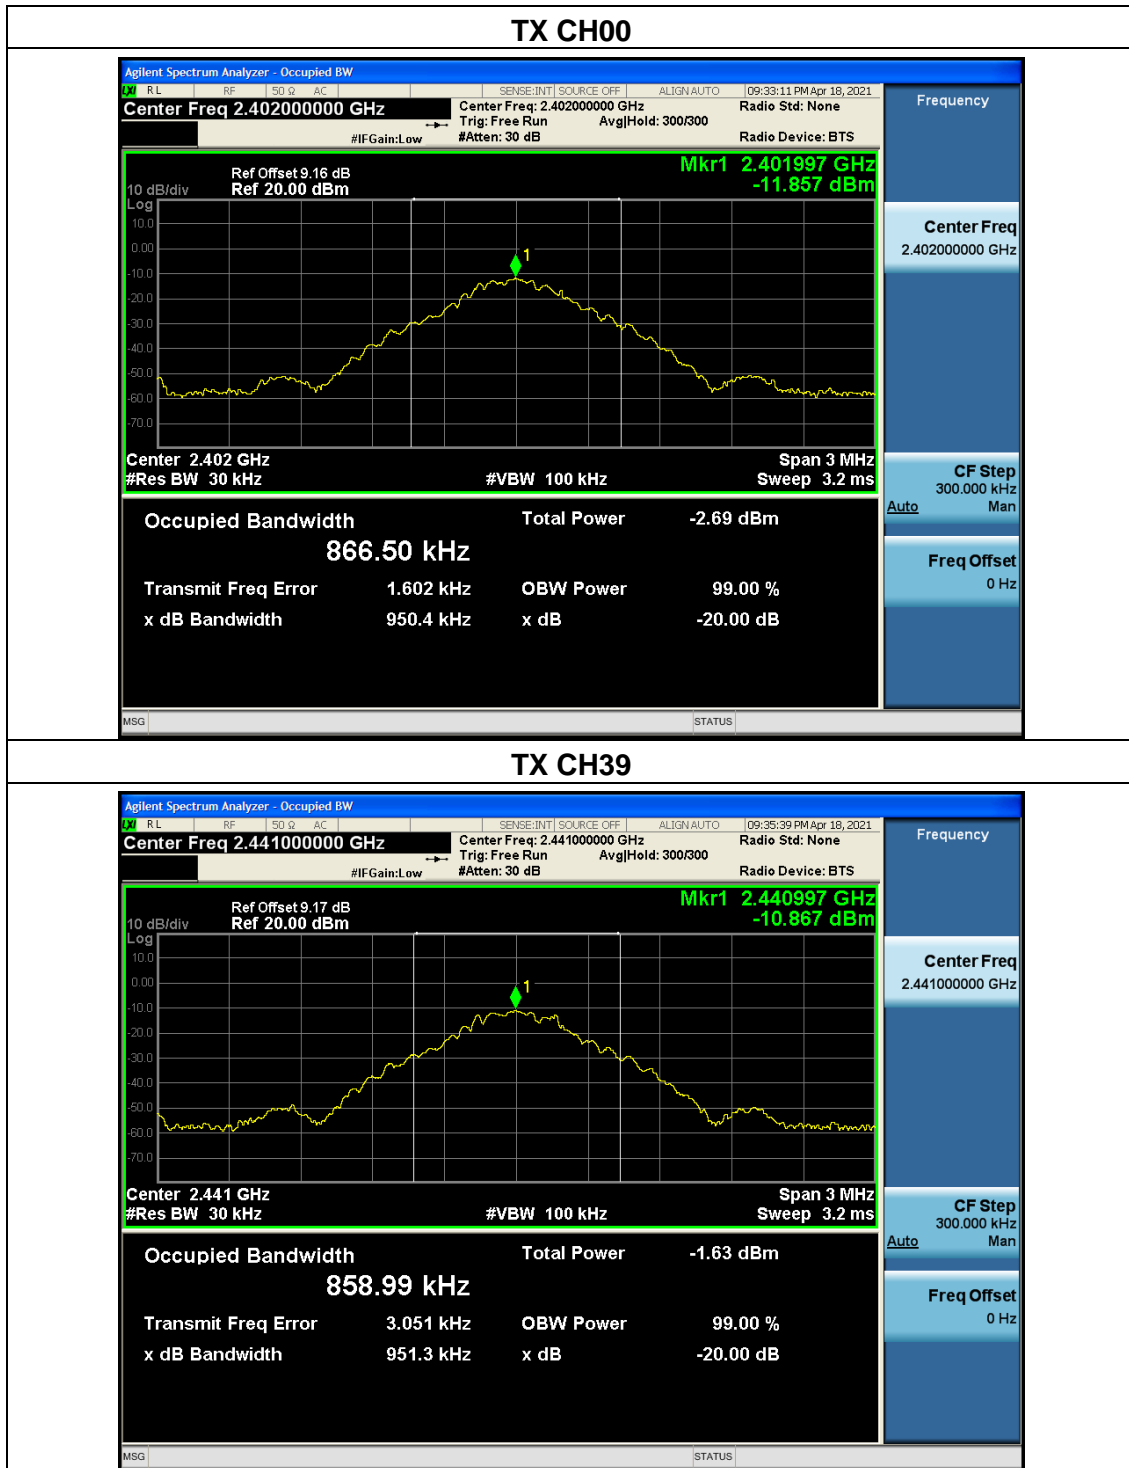 TX CH00
Agilent Spectrum Analyzer - Occupied BW
LXI RL RF 50 Ω AC SENSE:INT SOURCE OFF ALIGN AUTO 09:33:11 PM Apr 18, 2021
Center Freq 2.402000000 GHz
Center Freq: 2.402000000 GHz Radio Std: None
Trig: Free Run Avg|Hold: 300/300
#IFGain:Low #Atten: 30 dB Radio Device: BTS
Frequency
Mkr1 2.401997 GHz
-11.857 dBm
Ref Offset 9.16 dB
10 dB/div Ref 20.00 dBm
Log
10.0
0.00
-10.0
-20.0
-30.0
-40.0
-50.0
-60.0
-70.0
1
Center 2.402 GHz Span 3 MHz
#Res BW 30 kHz #VBW 100 kHz Sweep 3.2 ms
Occupied Bandwidth Total Power -2.69 dBm
866.50 kHz
Transmit Freq Error 1.602 kHz OBW Power 99.00 %
x dB Bandwidth 950.4 kHz x dB -20.00 dB
Center Freq
2.402000000 GHz
CF Step
300.000 kHz
Auto Man
Freq Offset
0 Hz
MSG STATUS
TX CH39
Agilent Spectrum Analyzer - Occupied BW
LXI RL RF 50 Ω AC SENSE:INT SOURCE OFF ALIGN AUTO 09:35:39 PM Apr 18, 2021
Center Freq 2.441000000 GHz
Center Freq: 2.441000000 GHz Radio Std: None
Trig: Free Run Avg|Hold: 300/300
#IFGain:Low #Atten: 30 dB Radio Device: BTS
Frequency
Mkr1 2.440997 GHz
-10.867 dBm
Ref Offset 9.17 dB
10 dB/div Ref 20.00 dBm
Log
10.0
0.00
-10.0
-20.0
-30.0
-40.0
-50.0
-60.0
-70.0
1
Center 2.441 GHz Span 3 MHz
#Res BW 30 kHz #VBW 100 kHz Sweep 3.2 ms
Occupied Bandwidth Total Power -1.63 dBm
858.99 kHz
Transmit Freq Error 3.051 kHz OBW Power 99.00 %
x dB Bandwidth 951.3 kHz x dB -20.00 dB
Center Freq
2.441000000 GHz
CF Step
300.000 kHz
Auto Man
Freq Offset
0 Hz
MSG STATUS